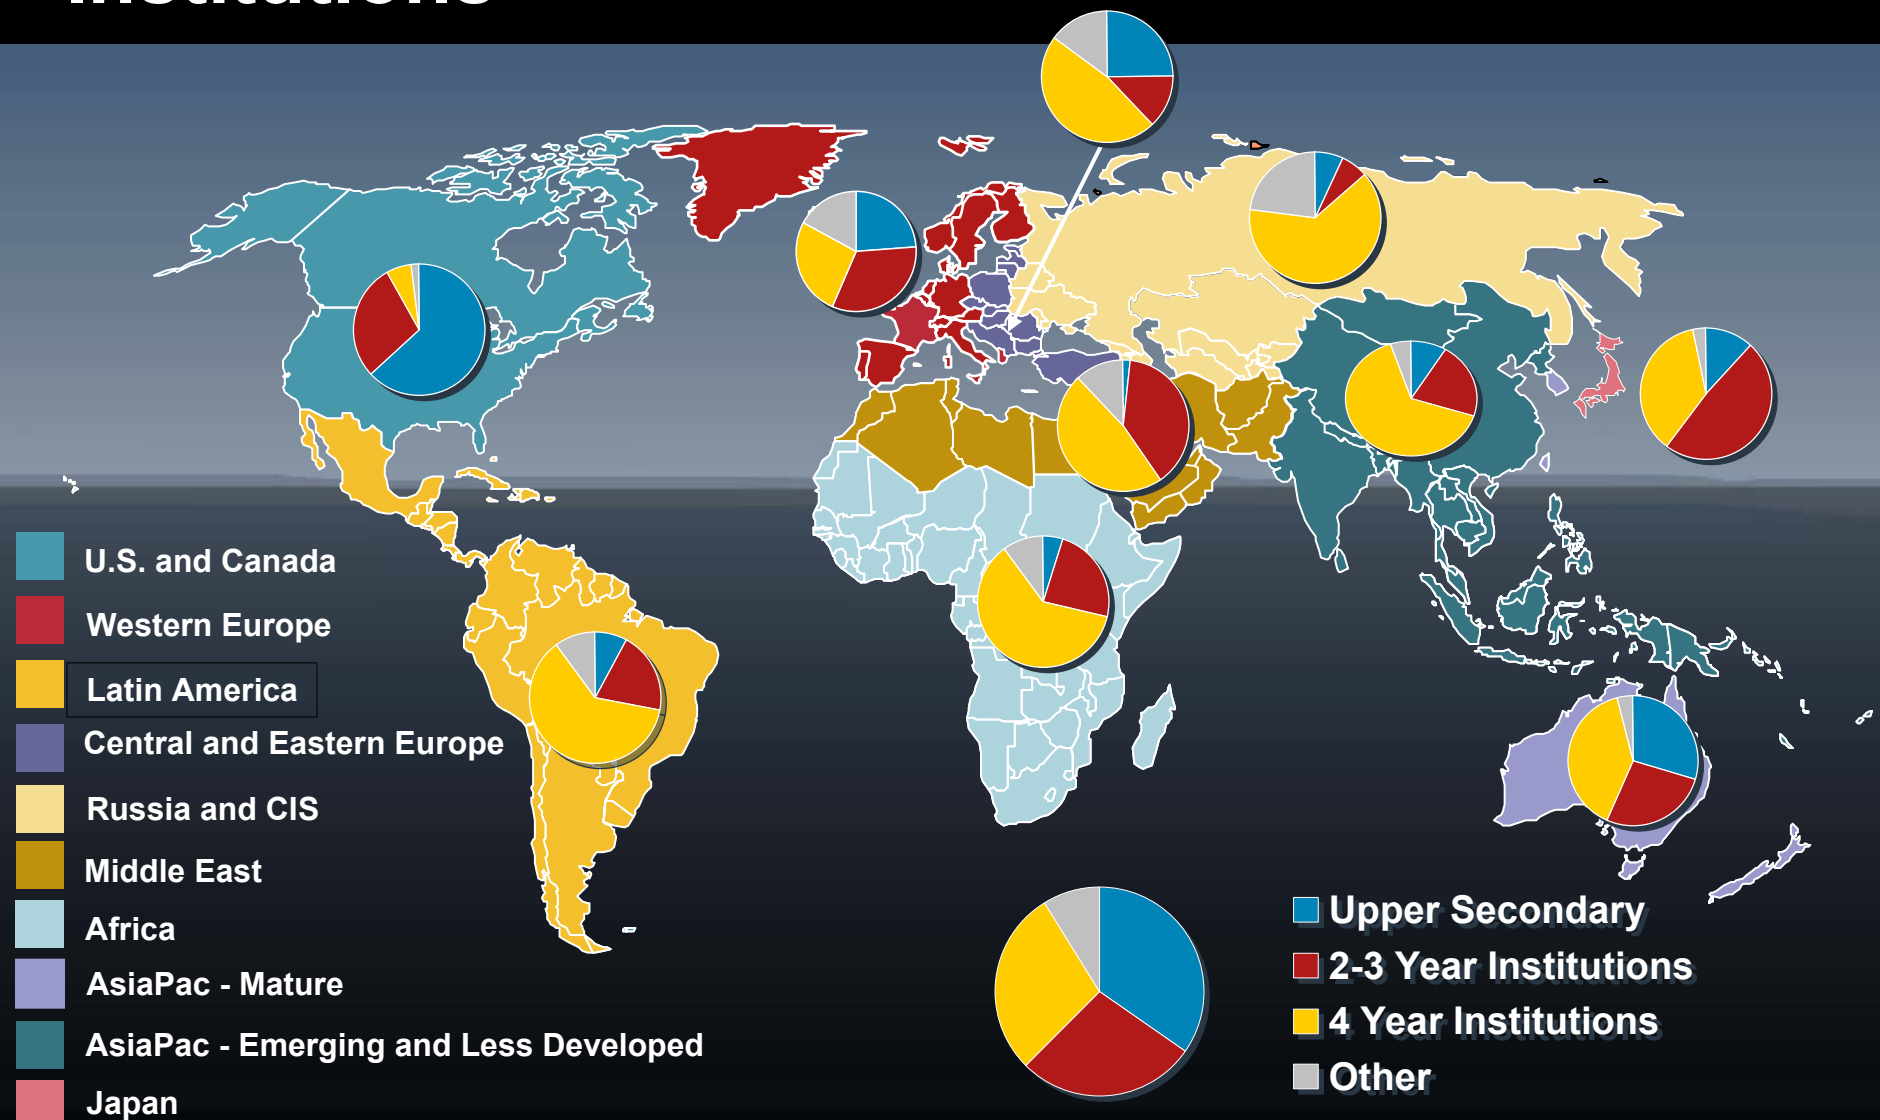 U.S. and Canada
Western Europe
Latin America
Central and Eastern Europe
Russia and CIS
Middle East
Africa
AsiaPac - Mature
AsiaPac - Emerging and Less Developed
Japan
Upper Secondary
2-3 Year Institutions
4 Year Institutions
Other